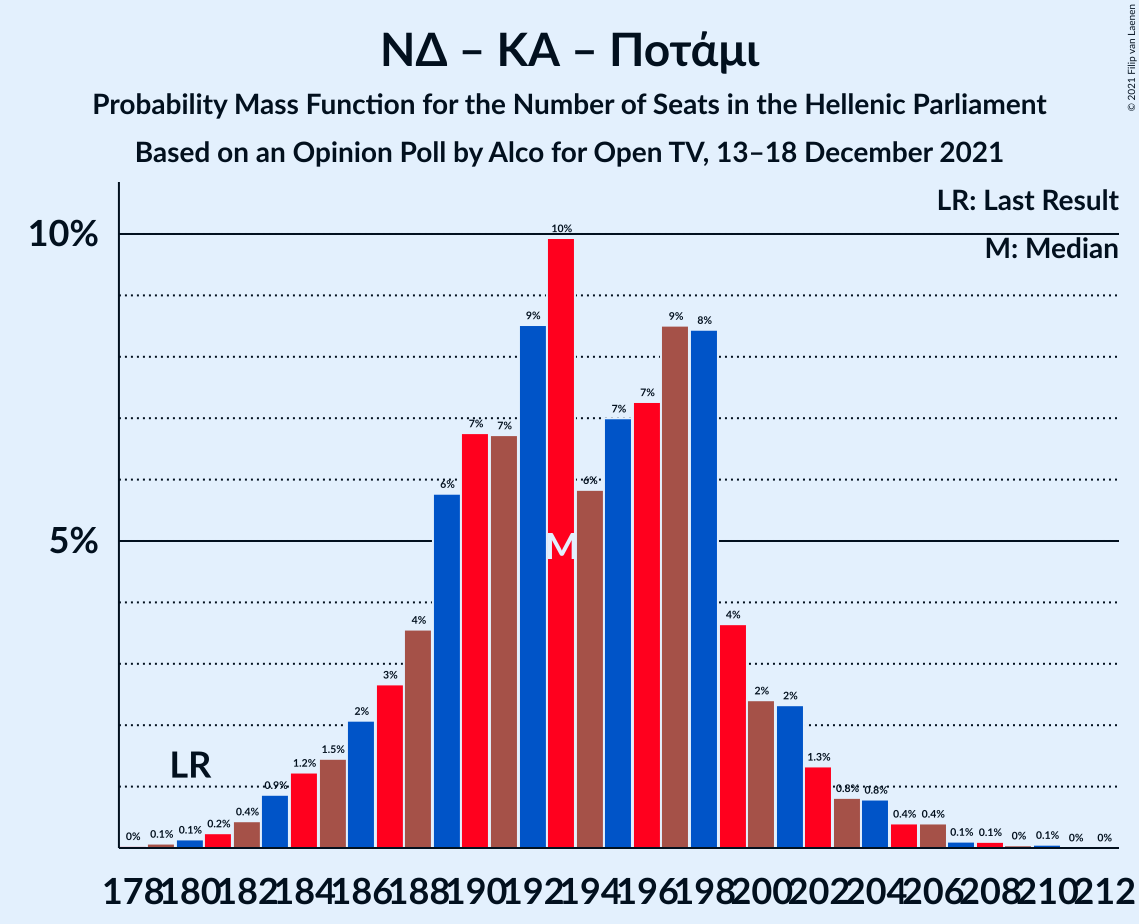 ΝΔ – ΚΑ – Ποτάμι
Probability Mass Function for the Number of Seats in the Hellenic Parliament
Based on an Opinion Poll by Alco for Open TV, 13–18 December 2021
© 2021 Filip van Laenen
LR: Last Result
M: Median
10%
5%
LR
M
0% 0.1% 0.1% 0.2% 0.4% 0.9% 1.2% 1.5% 2% 3% 4% 6% 7% 7% 9% 10% 6% 7% 7% 9% 8% 4% 2% 2% 1.3% 0.8% 0.8% 0.4% 0.4% 0.1% 0.1% 0% 0.1% 0% 0%
178 180 182 184 186 188 190 192 194 196 198 200 202 204 206 208 210 212